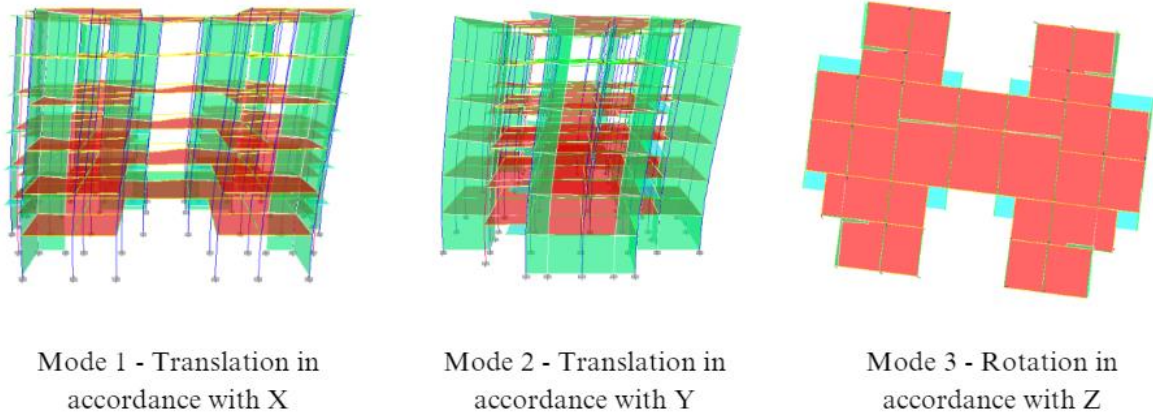 Mode 1 - Translation in
accordance with X
Mode 2 - Translation in
accordance with Y
Mode 3 - Rotation in
accordance with Z